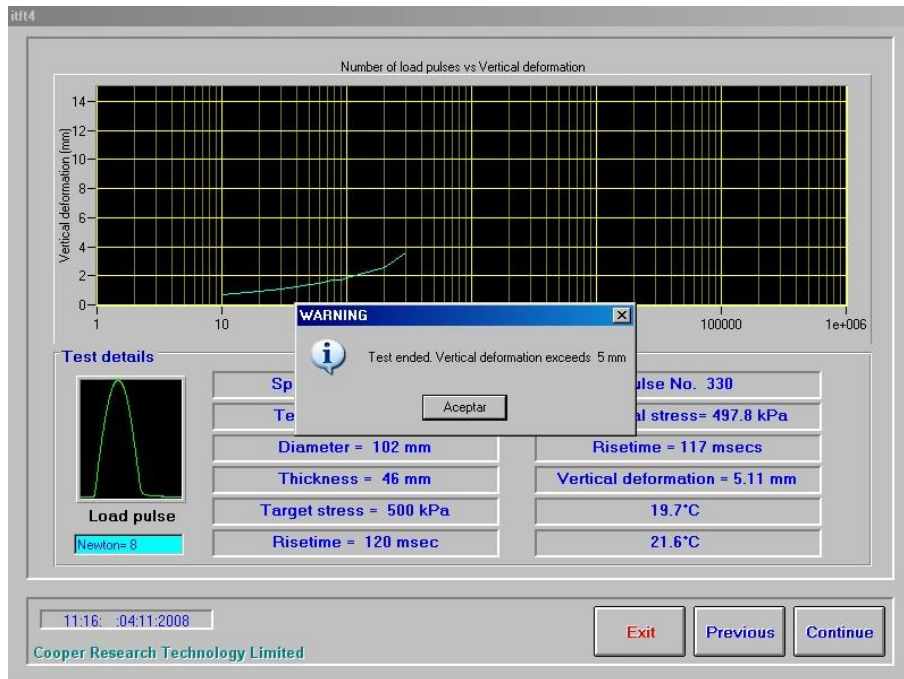 itft4
Number of load pulses vs Vertical deformation
Vertical deformation (mm)
14
12
10
8
6
4
2
0
1 10 100000 1e+006
WARNING
Test ended. Vertical deformation exceeds 5 mm
Aceptar
Test details
Sp
ulse No. 330
Te
al stress= 497.8 kPa
Diameter = 102 mm
Risetime = 117 msecs
Thickness = 46 mm
Vertical deformation = 5.11 mm
Target stress = 500 kPa
19.7°C
Risetime = 120 msec
21.6°C
Load pulse
Newton= 8
11:16: :04:11:2008
Cooper Research Technology Limited
Exit
Previous
Continue